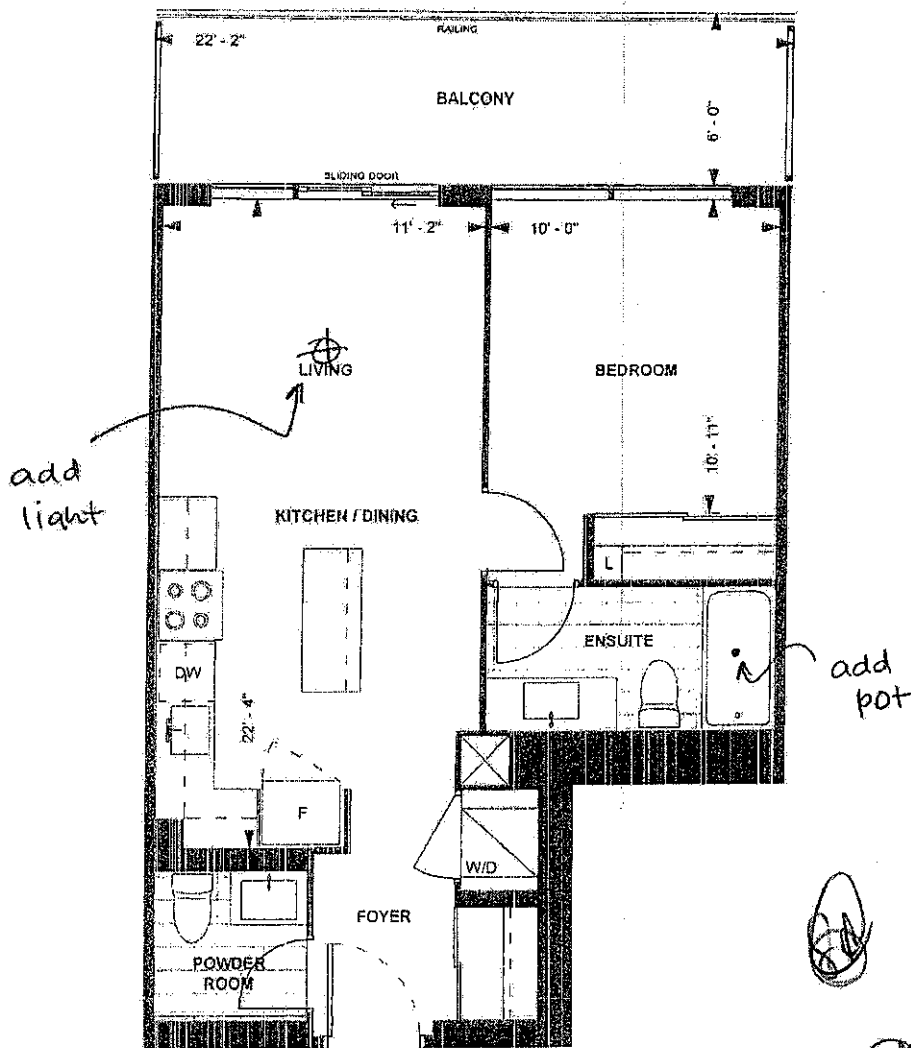 RAILING
22' - 2"
BALCONY
6' - 0"
SLIDING DOOR
11' - 2"
10' - 0"
LIVING
BEDROOM
add
light
10' - 11"
KITCHEN / DINING
L
ENSUITE
DW
add
pot
22' - 4"
F
W/D
FOYER
POWDER
ROOM